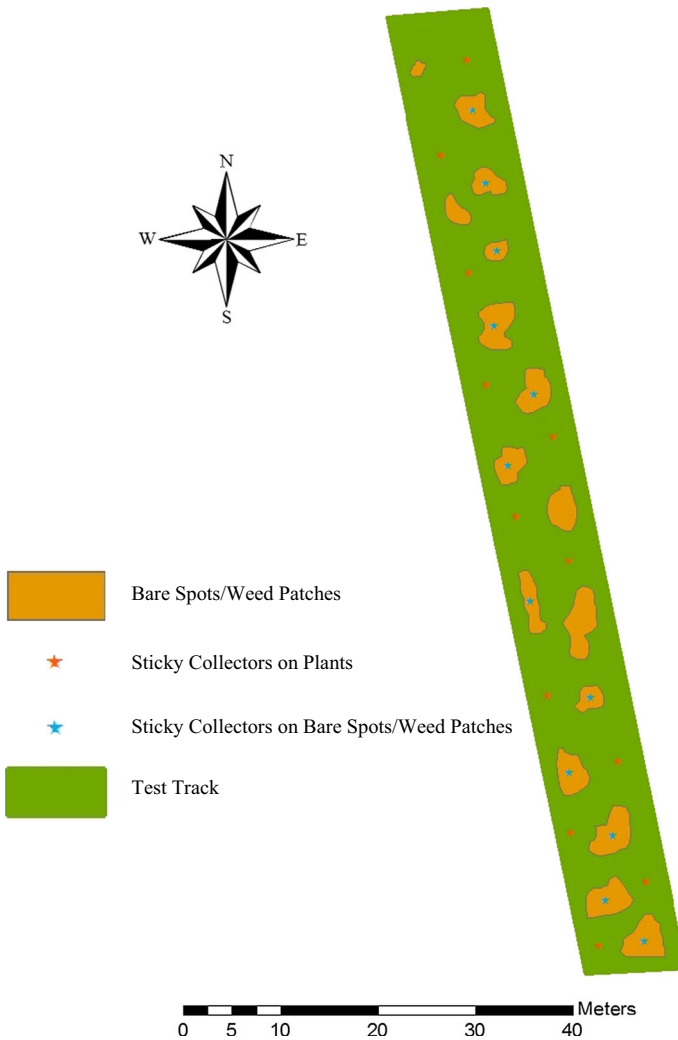 N
W E
S
Bare Spots/Weed Patches
Sticky Collectors on Plants
Sticky Collectors on Bare Spots/Weed Patches
Test Track
Meters
0 5 10 20 30 40